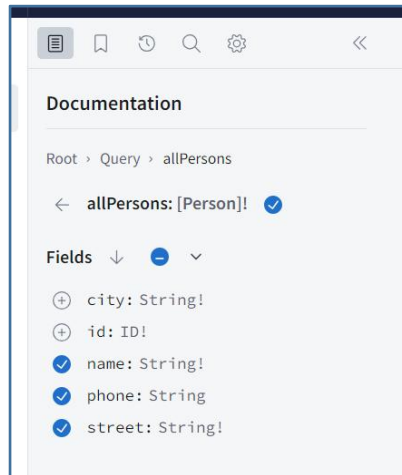 Documentation
Root › Query › allPersons
allPersons: [Person]!
Fields
city: String!
id: ID!
name: String!
phone: String
street: String!